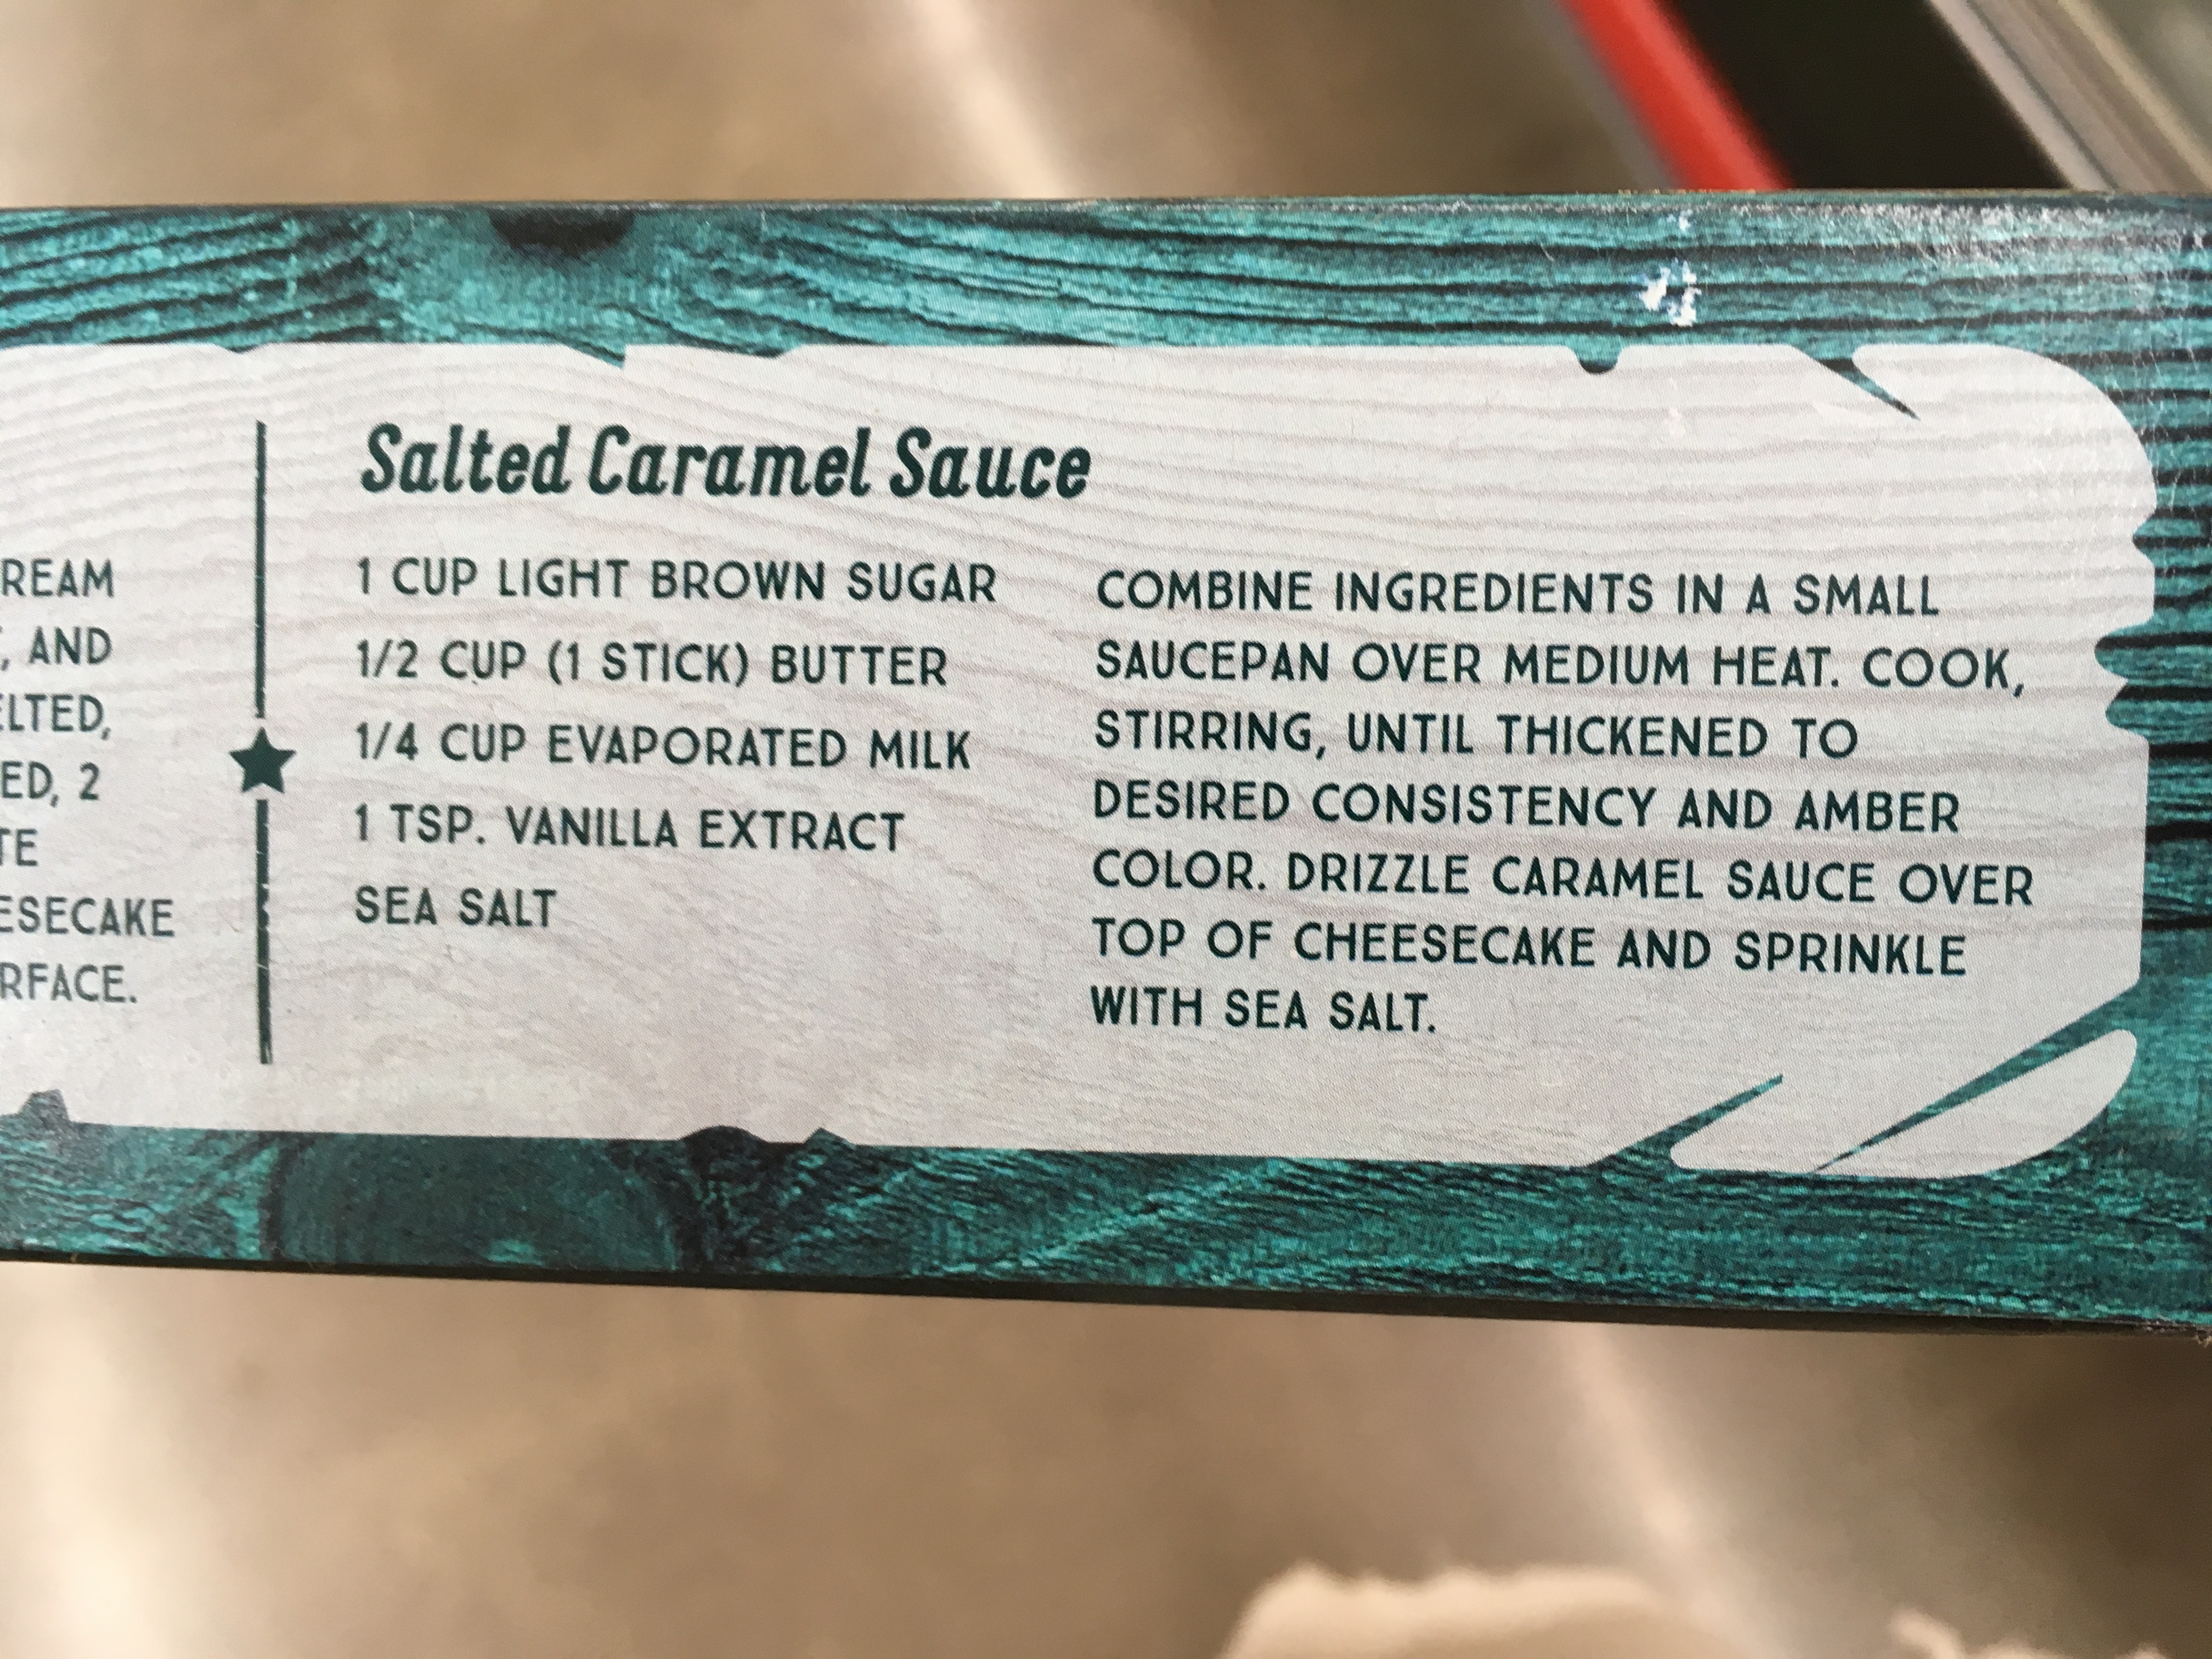 REAM
, AND
ELTED,
ED, 2
TE
ESECAKE
RFACE.
Salted Caramel Sauce
1 CUP LIGHT BROWN SUGAR
1/2 CUP (1 STICK) BUTTER
1/4 CUP EVAPORATED MILK
1 TSP. VANILLA EXTRACT
SEA SALT
COMBINE INGREDIENTS IN A SMALL
SAUCEPAN OVER MEDIUM HEAT. COOK,
STIRRING, UNTIL THICKENED TO
DESIRED CONSISTENCY AND AMBER
COLOR. DRIZZLE CARAMEL SAUCE OVER
TOP OF CHEESECAKE AND SPRINKLE
WITH SEA SALT.